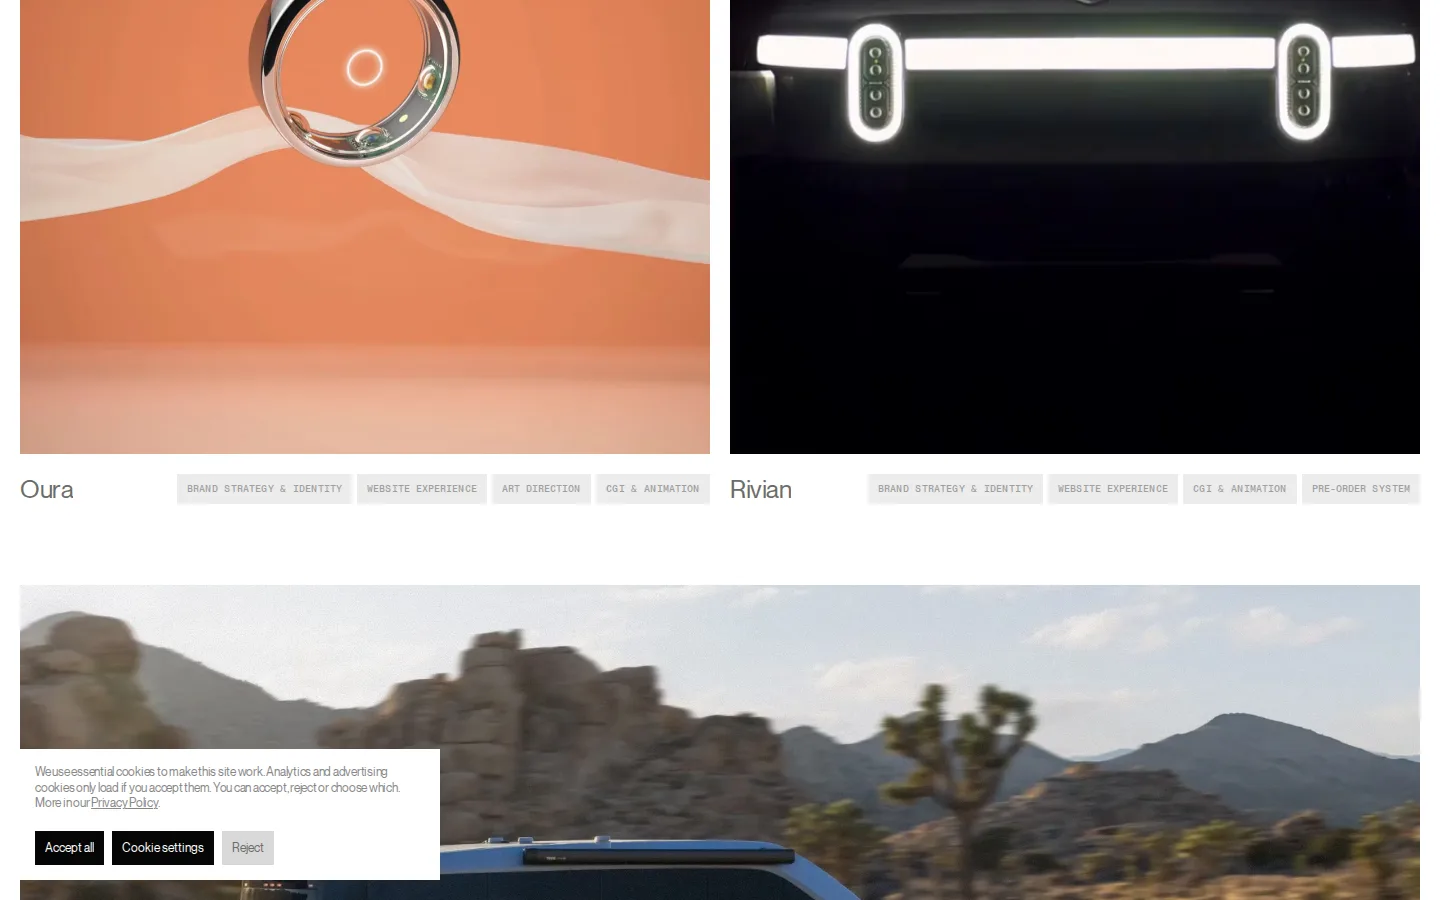 Oura
BRAND STRATEGY & IDENTITY
WEBSITE EXPERIENCE
ART DIRECTION
CGI & ANIMATION
Rivian
BRAND STRATEGY & IDENTITY
WEBSITE EXPERIENCE
CGI & ANIMATION
PRE-ORDER SYSTEM
We use essential cookies to make this site work. Analytics and advertising
cookies only load if you accept them. You can accept, reject or choose which.
More in our Privacy Policy.
Accept all
Cookie settings
Reject